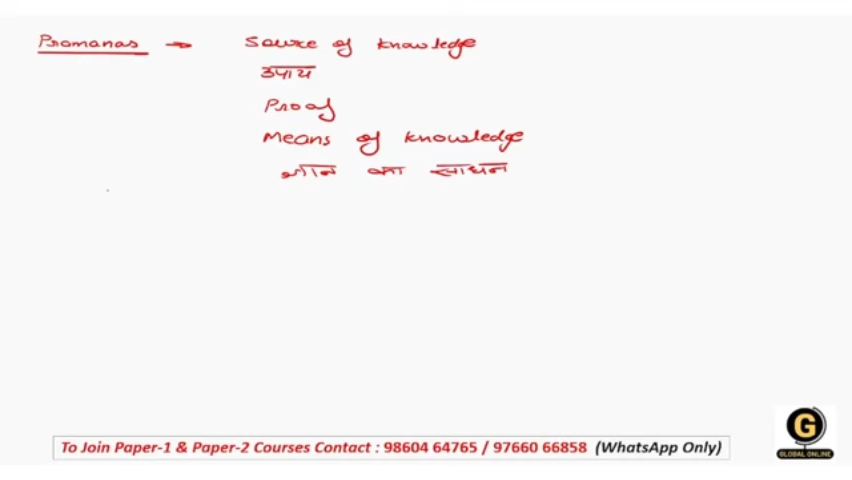 Pramanas → Source of knowledge
उपाय
Proof
Means of knowledge
ज्ञान का साधन
To Join Paper-1 & Paper-2 Courses Contact : 98604 64765 / 97660 66858 (WhatsApp Only)
G
GLOBAL ONLINE